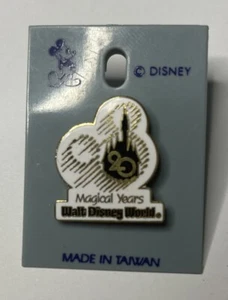 © DISNEY
20
Magical Years
Walt Disney World®
MADE IN TAIWAN